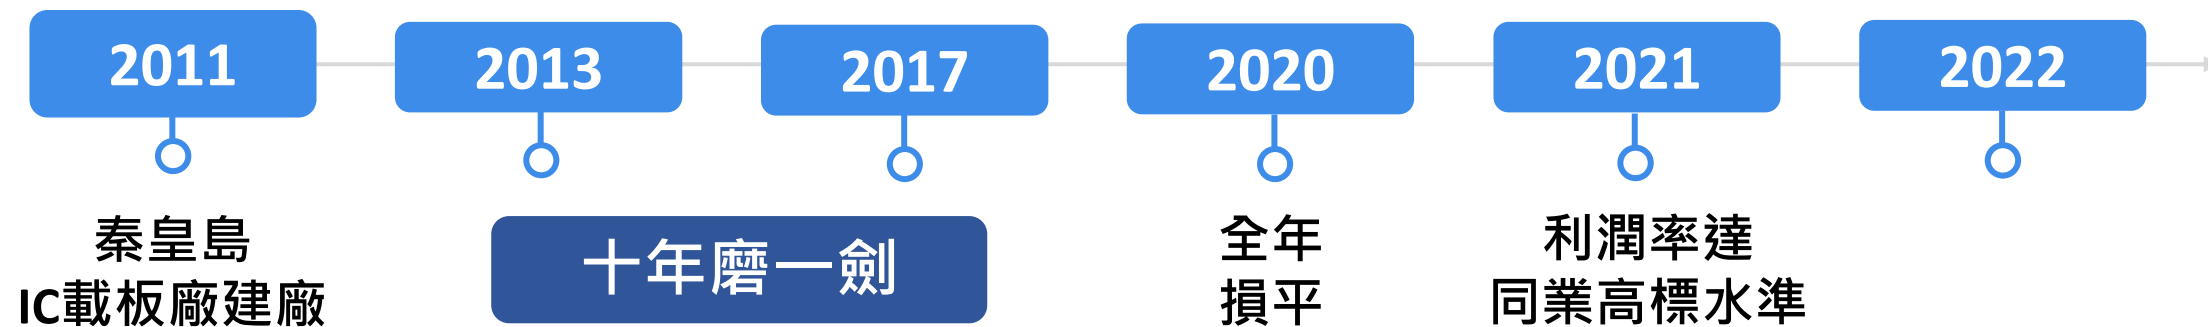 2011
2013
2017
2020
2021
2022
秦皇島
IC載板廠建廠
十年磨一劍
全年
損平
利潤率達
同業高標水準